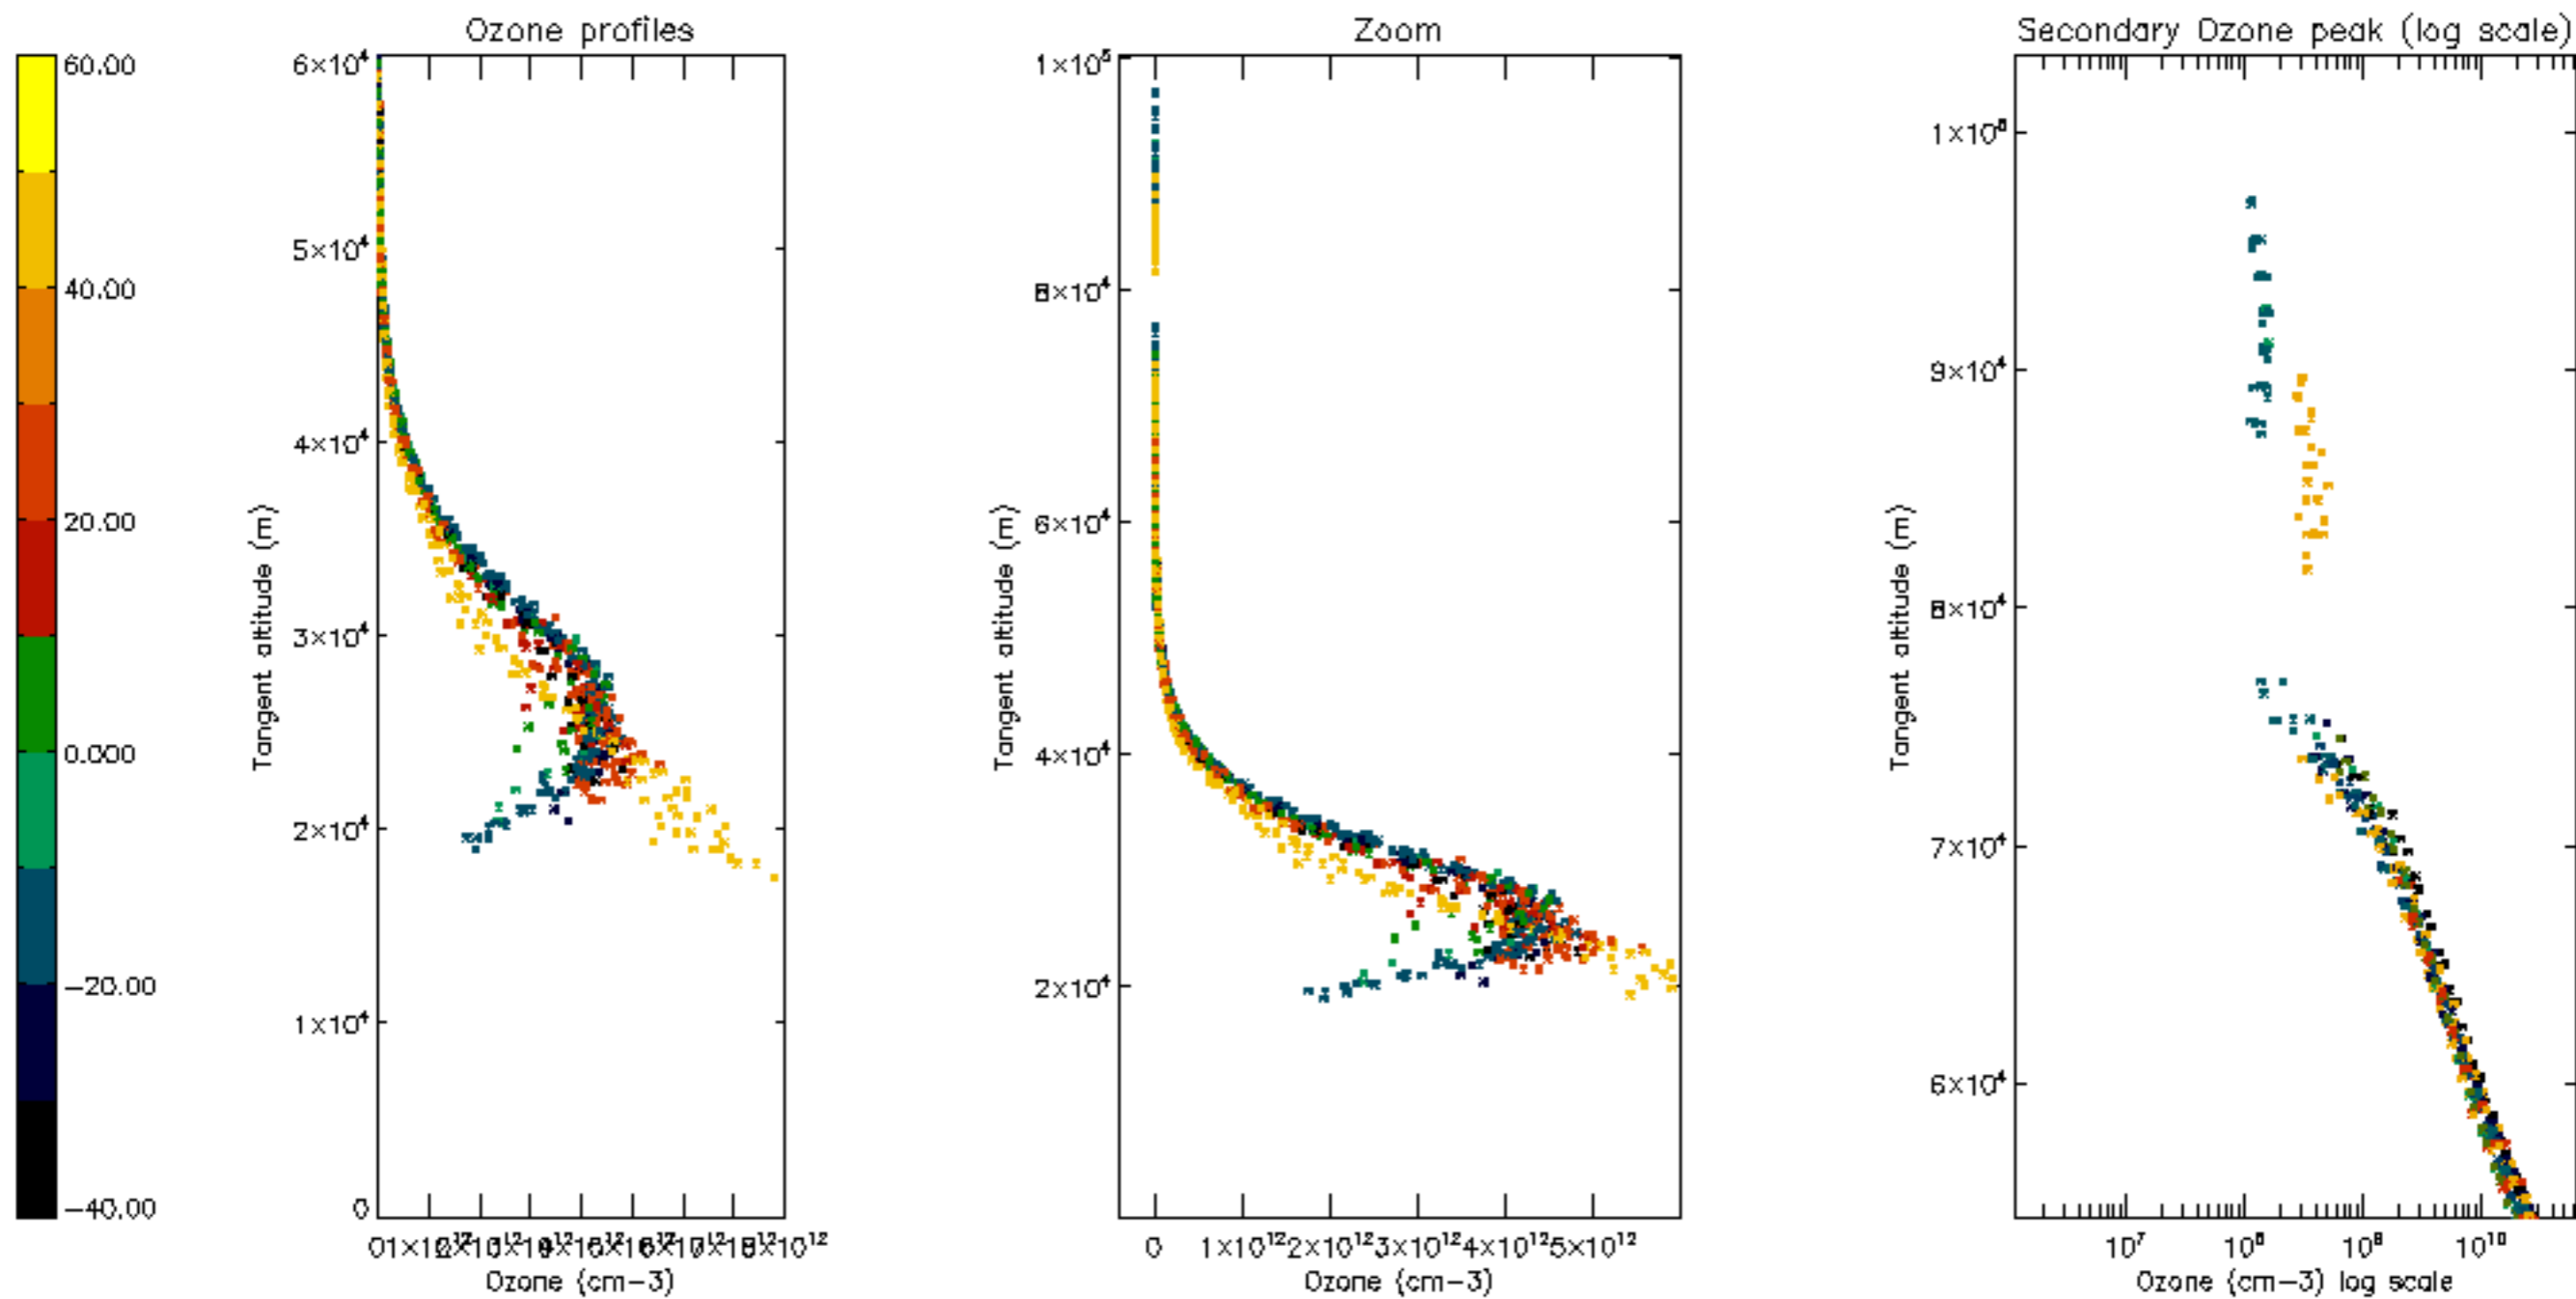 Ozone profiles
Zoom
Secondary Ozone peak (log scale)
60.00
40.00
20.00
0.000
−20.00
−40.00
6×10⁴
5×10⁴
4×10⁴
3×10⁴
2×10⁴
1×10⁴
0
Tangent altitude (m)
Ozone (cm−3)
1×10⁵
8×10⁴
6×10⁴
4×10⁴
2×10⁴
Tangent altitude (m)
0 1×10¹² 2×10¹² 3×10¹² 4×10¹² 5×10¹²
Ozone (cm−3)
9×10⁴
8×10⁴
7×10⁴
6×10⁴
Tangent altitude (m)
10⁷ 10⁸ 10⁹ 10¹⁰
Ozone (cm−3) log scale